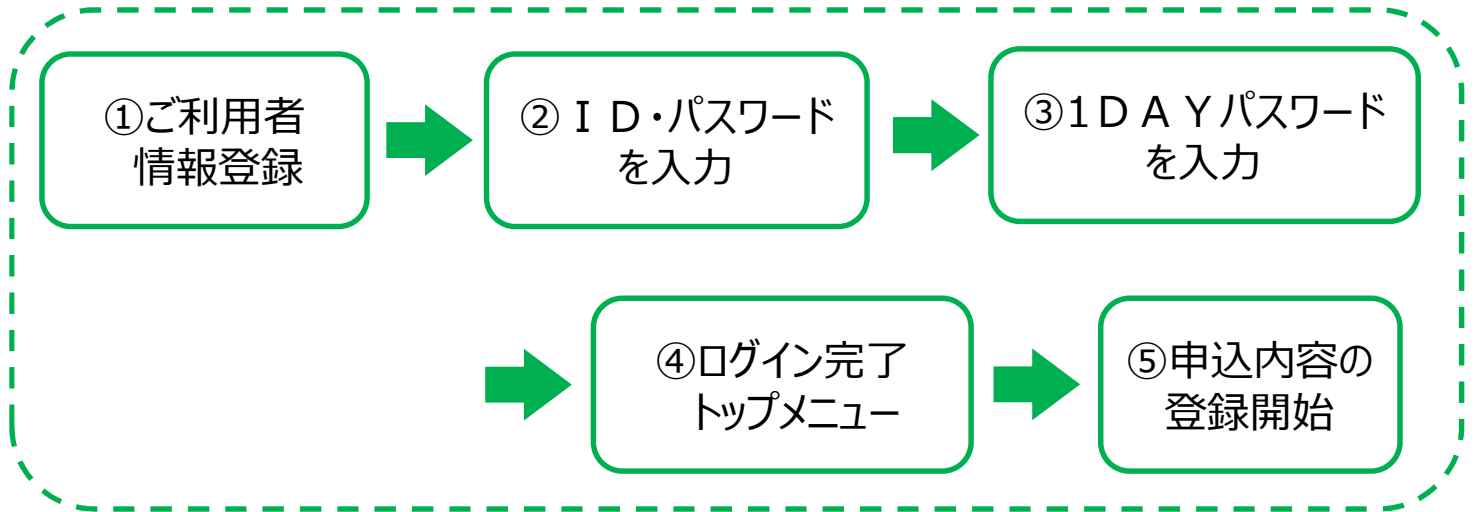 ①ご利用者
情報登録
②ＩＤ・パスワード
を入力
③1ＤＡＹパスワード
を入力
④ログイン完了
トップメニュー
⑤申込内容の
登録開始